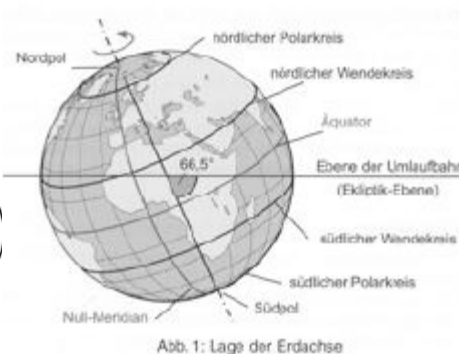 nördlicher Polarkreis
Nordpol
nördlicher Wendekreis
Äquator
66,5°
Ebene der Umlaufbahn
(Ekliptik-Ebene)
südlicher Wendekreis
südlicher Polarkreis
Südpol
Null-Meridian
Abb. 1: Lage der Erdachse